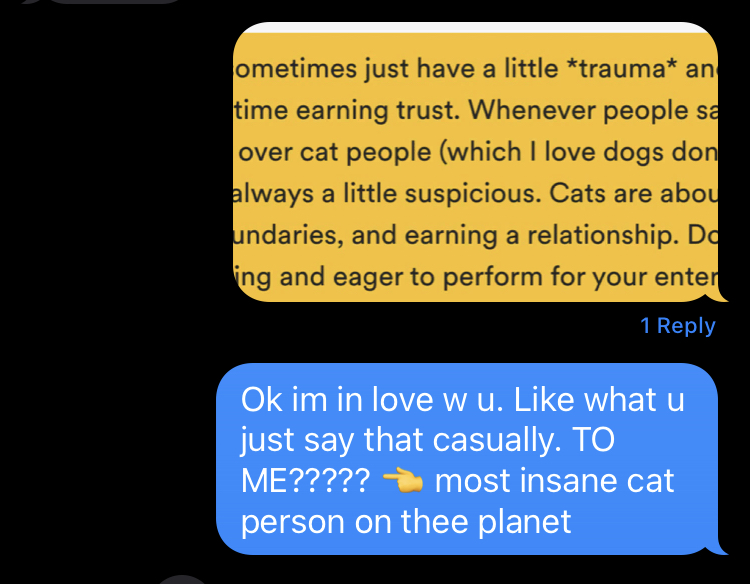 ometimes just have a little *trauma* an
time earning trust. Whenever people sa
over cat people (which I love dogs don
always a little suspicious. Cats are abou
undaries, and earning a relationship. Do
ing and eager to perform for your enter
1 Reply
Ok im in love w u. Like what u
just say that casually. TO
ME????? 👈 most insane cat
person on thee planet